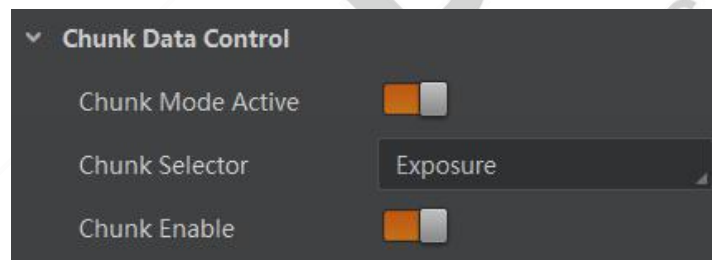 Chunk Data Control
Chunk Mode Active
Chunk Selector Exposure
Chunk Enable